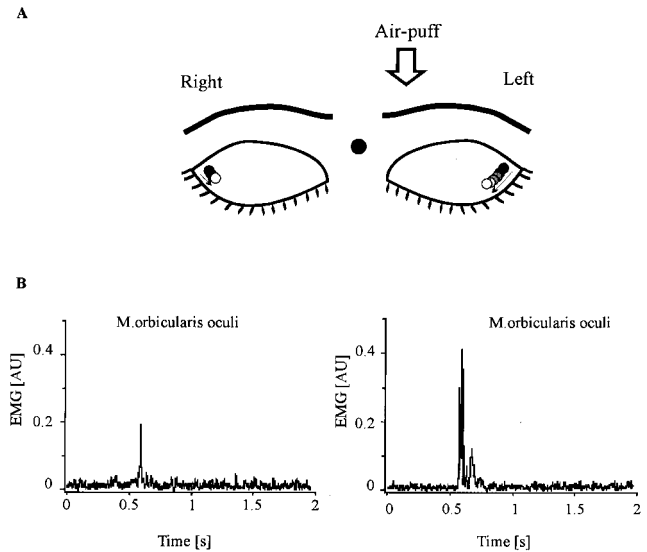 A
Air-puff
Right
Left
B
M.orbicularis oculi
EMG [AU]
0.4
0.2
0
0
0.5
1
1.5
2
Time [s]
M.orbicularis oculi
EMG [AU]
0.4
0.2
0
0
0.5
1
1.5
2
Time [s]